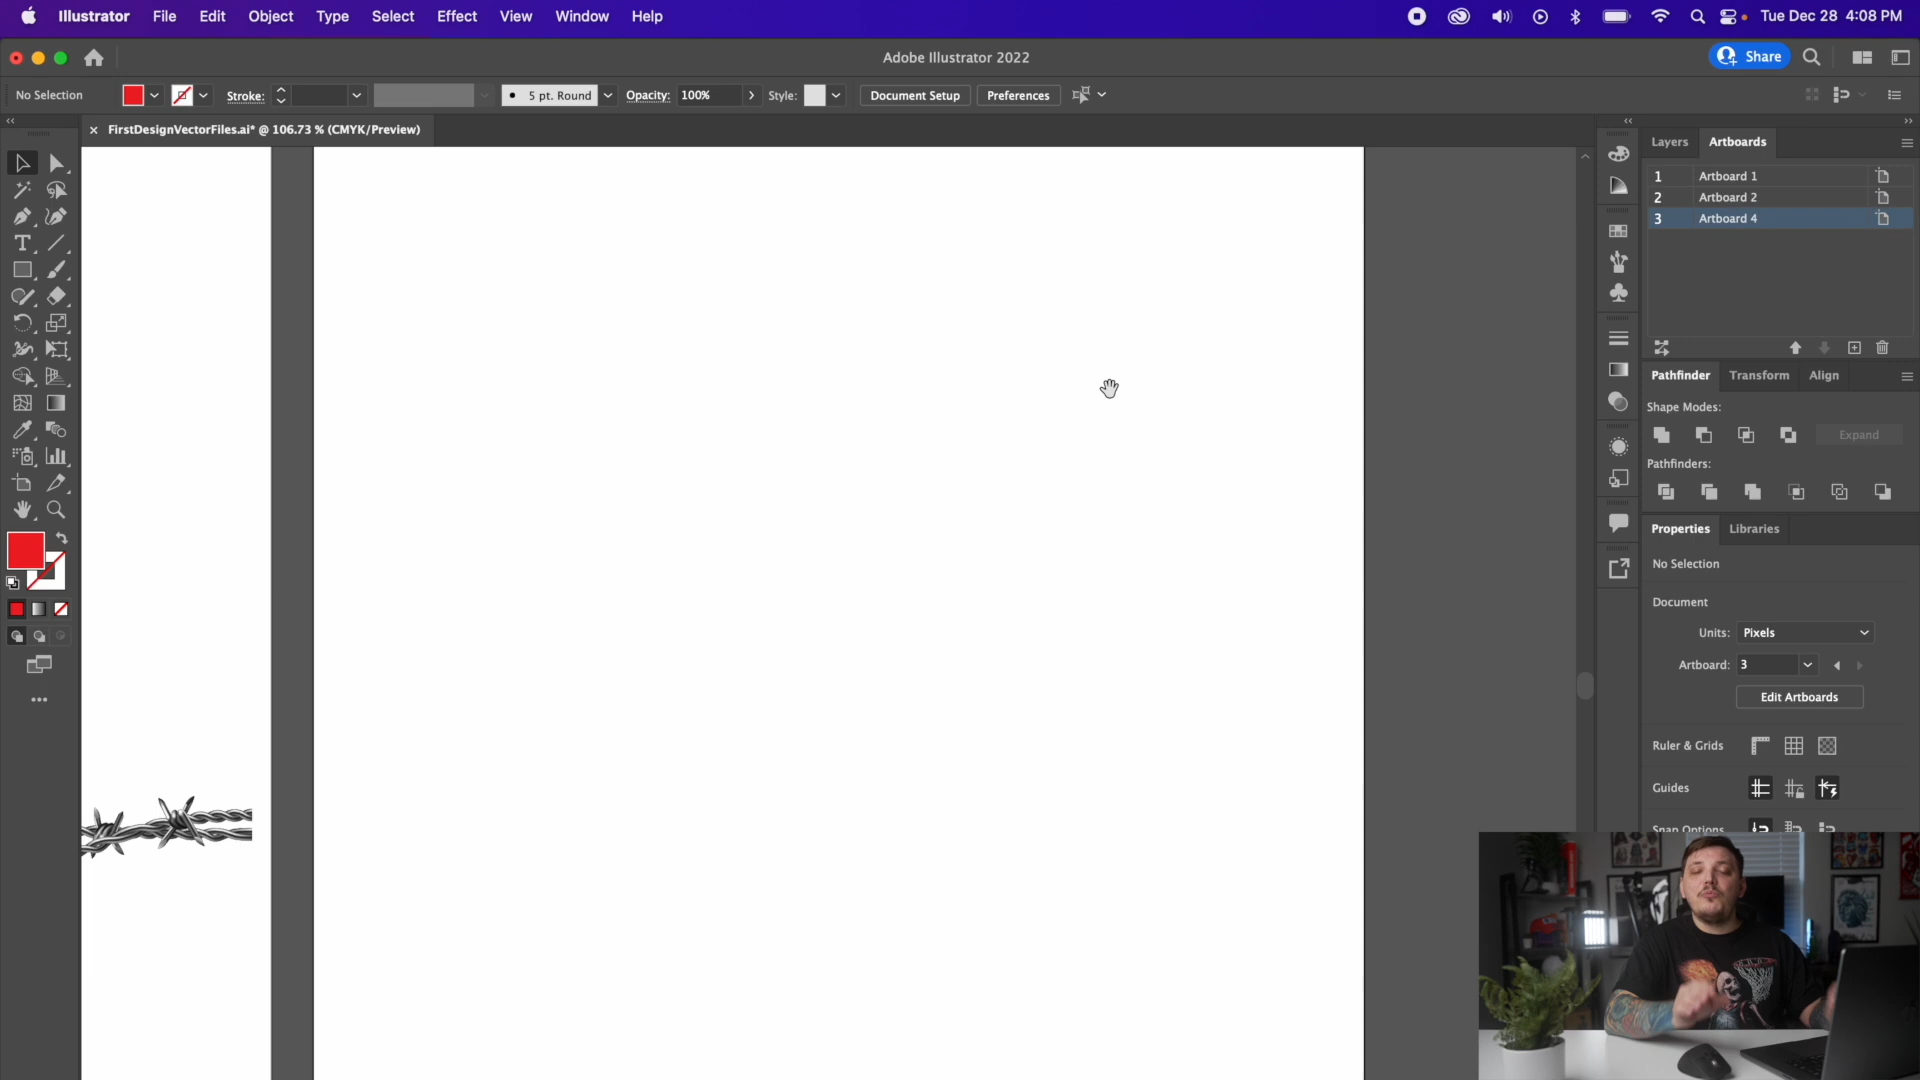 Illustrator File Edit Object Type Select Effect View Window Help Tue Dec 28 4:08 PM
Adobe Illustrator 2022 Share
No Selection Stroke: 5 pt. Round Opacity: 100% Style: Document Setup Preferences
× FirstDesignVectorFiles.ai* @ 106.73 % (CMYK/Preview)
Layers Artboards
1 Artboard 1
2 Artboard 2
3 Artboard 4
Pathfinder Transform Align
Shape Modes:
Expand
Pathfinders:
Properties Libraries
No Selection
Document
Units: Pixels
Artboard: 3
Edit Artboards
Ruler & Grids
Guides
Snap Options